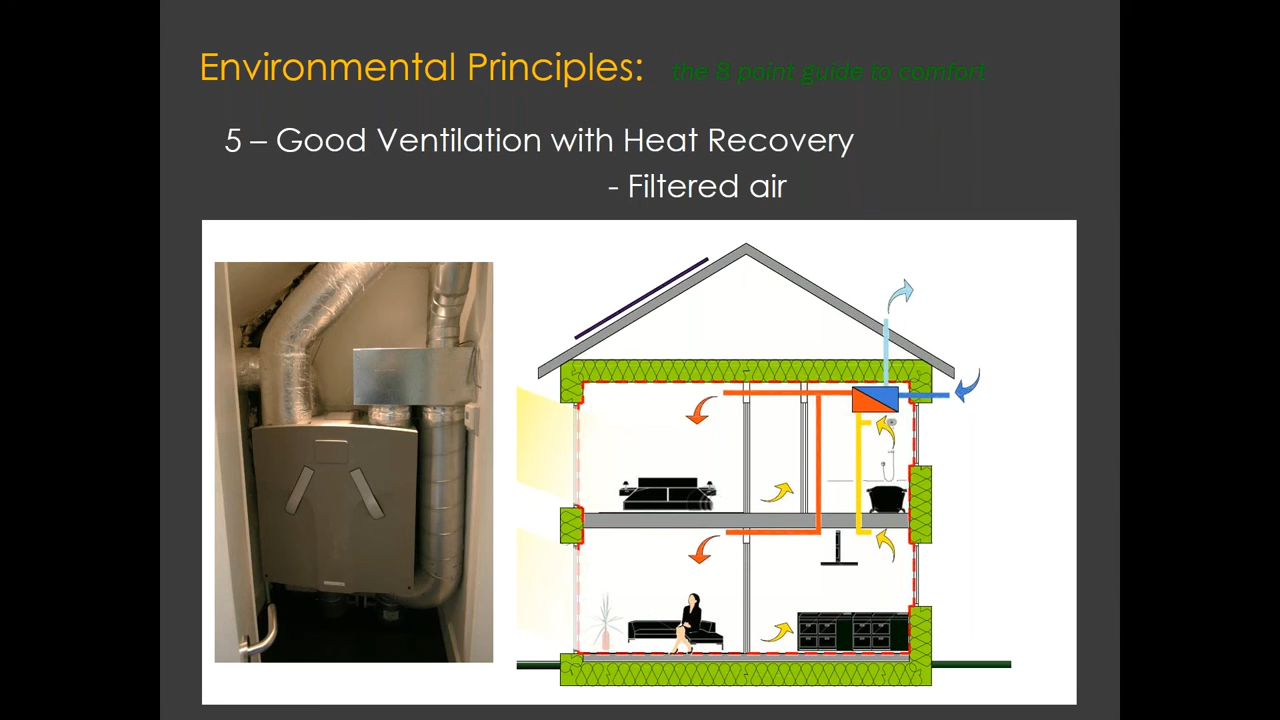 Environmental Principles: the 8 point guide to comfort
5 – Good Ventilation with Heat Recovery
- Filtered air